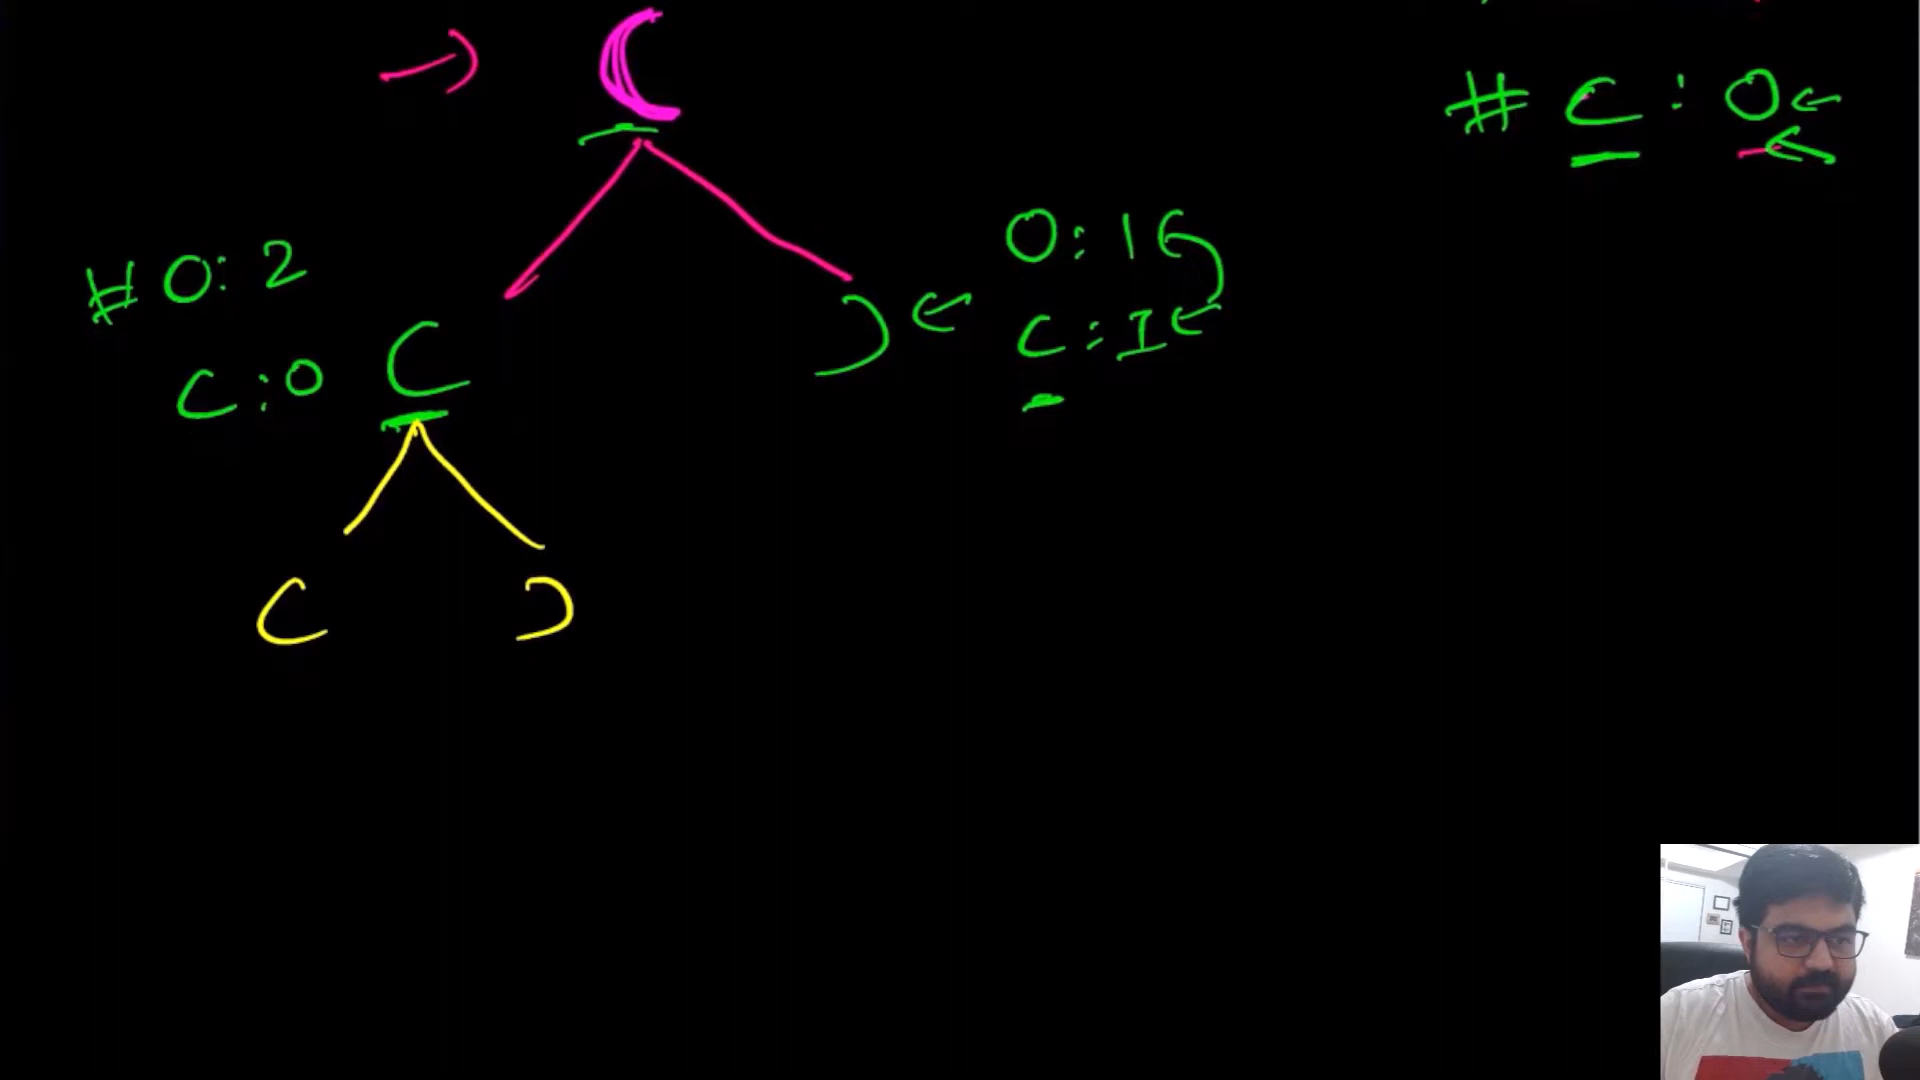 → ) (
# C : 0 ←
# O : 2
O : 1 ←
C : 0 (
) ← C : 1 ←
( )